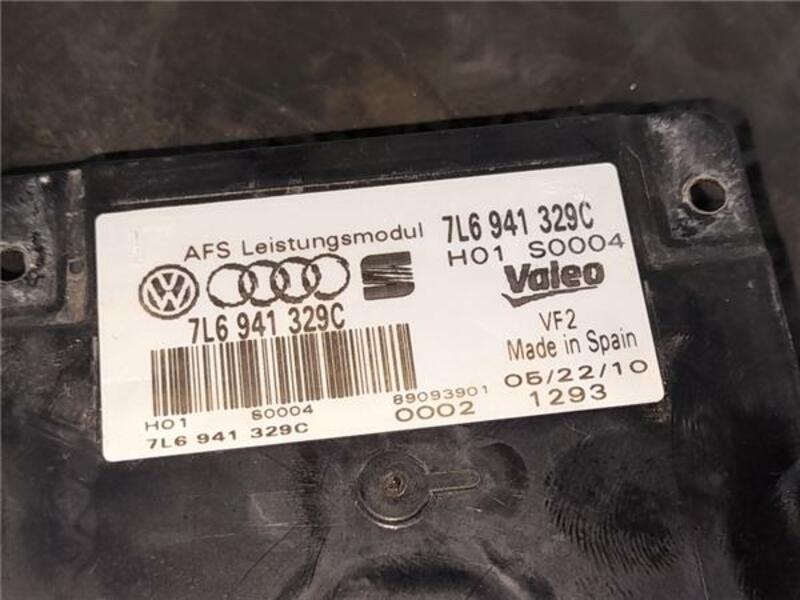 AFS Leistungsmodul
7L6 941 329C
H01 S0004
Valeo
7L6 941 329C
VF2
Made in Spain
H01 S0004 89093901
05/22/10
7L6 941 329C
0002 1293